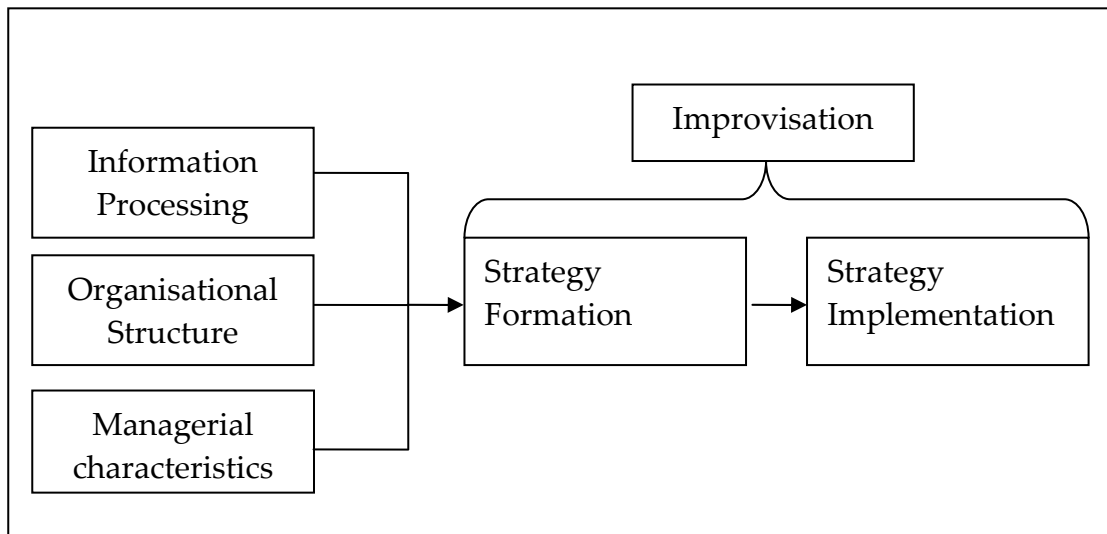 Improvisation
Information
Processing
Organisational
Structure
Managerial
characteristics
Strategy
Formation
Strategy
Implementation